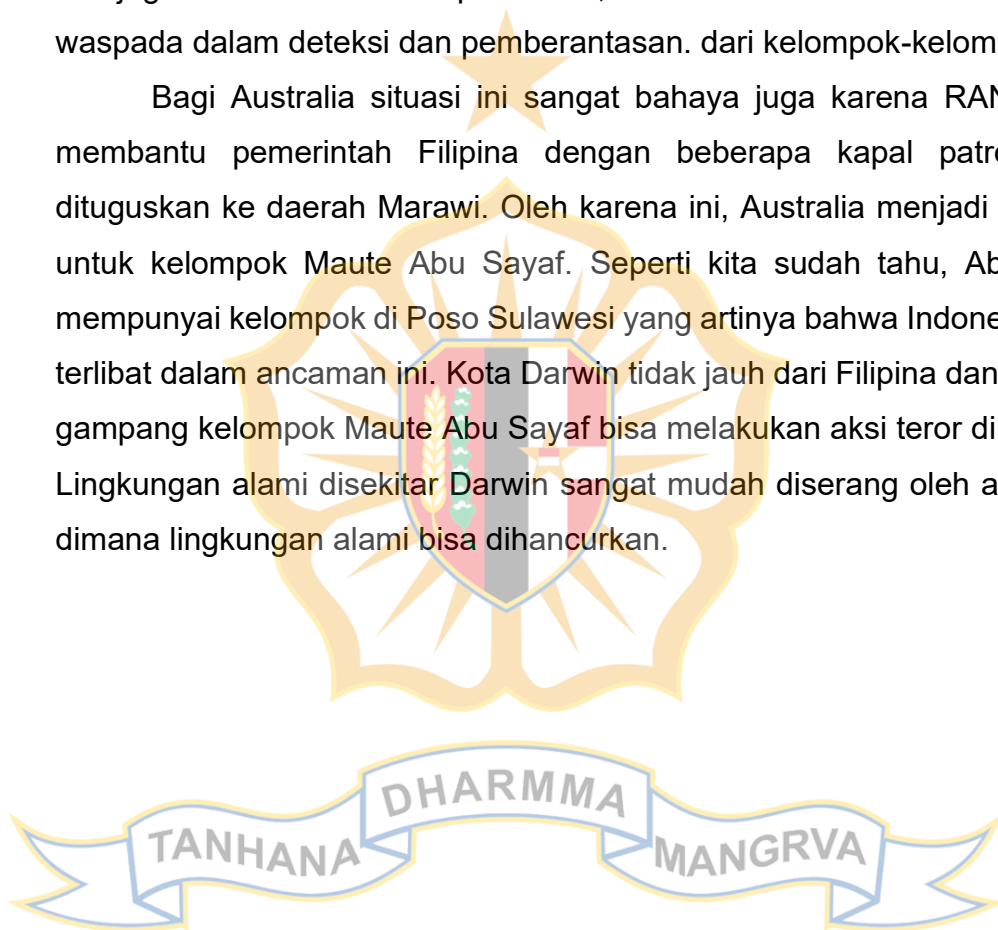 waspada dalam deteksi dan pemberantasan. dari kelompok-kelom
Bagi Australia situasi ini sangat bahaya juga karena RAN
membantu pemerintah Filipina dengan beberapa kapal patr
dituguskan ke daerah Marawi. Oleh karena ini, Australia menjadi
untuk kelompok Maute Abu Sayaf. Seperti kita sudah tahu, Ab
mempunyai kelompok di Poso Sulawesi yang artinya bahwa Indone
terlibat dalam ancaman ini. Kota Darwin tidak jauh dari Filipina dan
gampang kelompok Maute Abu Sayaf bisa melakukan aksi teror di
Lingkungan alami disekitar Darwin sangat mudah diserang oleh a
dimana lingkungan alami bisa dihancurkan.
TANHANA DHARMMA MANGRVA